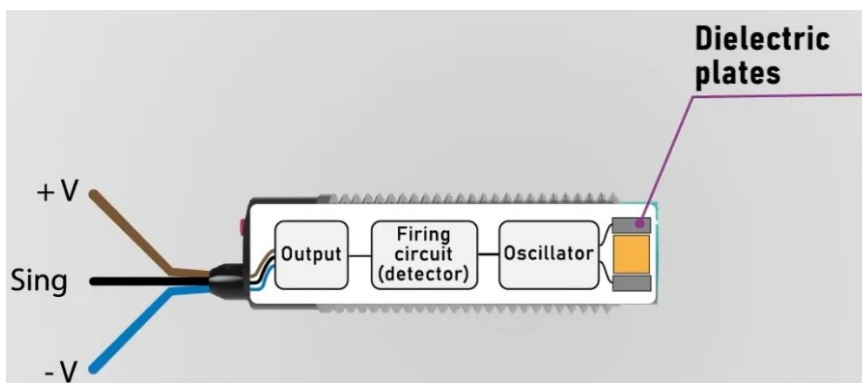 Dielectric
plates
+ V
Sing
- V
Output
Firing
circuit
(detector)
Oscillator